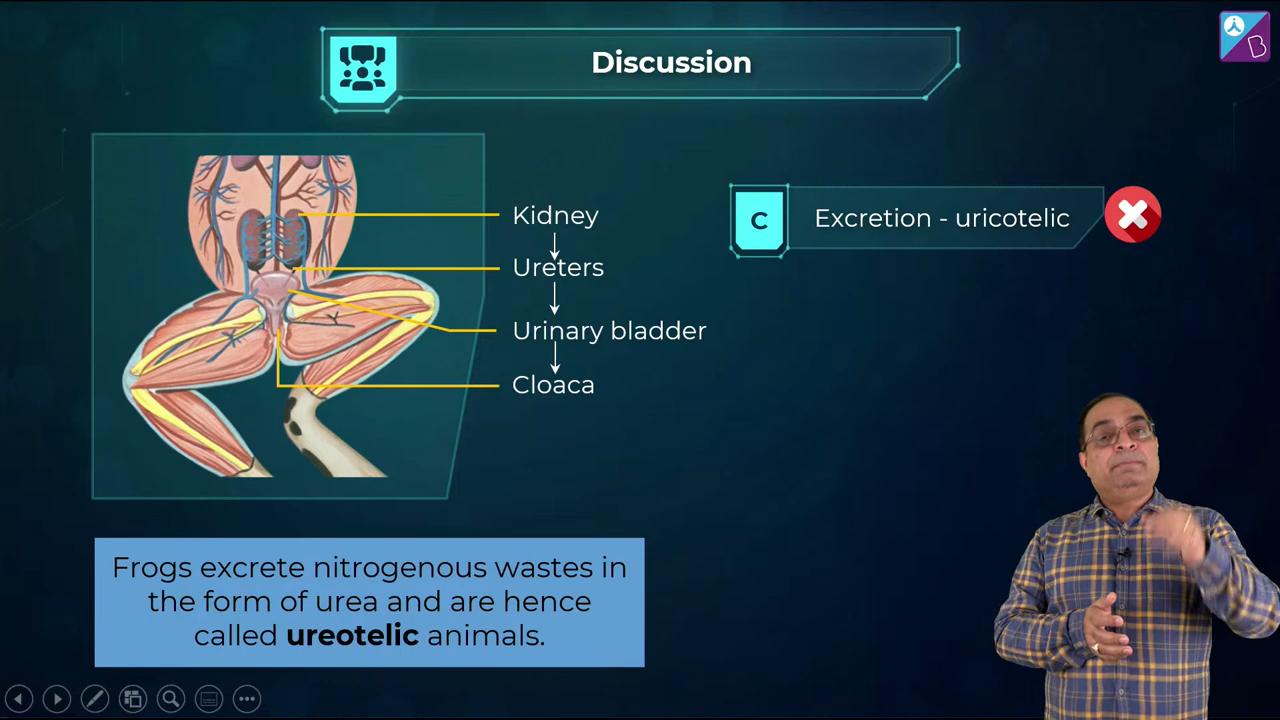 Discussion
B
Kidney
Ureters
Urinary bladder
Cloaca
C
Excretion - uricotelic
Frogs excrete nitrogenous wastes in
the form of urea and are hence
called ureotelic animals.